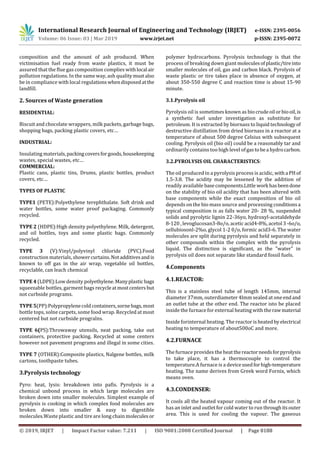 International Research Journal of Engineering and Technology (IRJET) e-ISSN: 2395-0056
Volume: 06 Issue: 03 | Mar 2019 www.irjet.net p-ISSN: 2395-0072
composition and the amount of ash produced. When
victimisation fuel ready from waste plastics, it must be
assured that the flue gas composition complies with local air
pollution regulations. In the same way, ash quality must also
be in compliance with local regulations when disposed at the
landfill.
2. Sources of Waste generation
RESIDENTIAL:
Biscuit and chocolate wrappers, milk packets, garbage bags,
shopping bags, packing plastic covers, etc...
INDUSTRIAL:
Insulating materials, packing covers for goods, housekeeping
wastes, special wastes, etc...
COMMERCIAL:
Plastic cans, plastic tins, Drums, plastic bottles, product
covers, etc...
TYPES OF PLASTIC
TYPE1 (PETE):Polyethylene terephthalate. Soft drink and
water bottles, some water proof packaging. Commonly
recycled.
TYPE 2 (HDPE) High density polyethylene. Milk, detergent,
and oil bottles, toys and some plastic bags. Commonly
recycled.
TYPE 3 (V):Vinyl/polyvinyl chloride (PVC).Food
construction materials, shower curtains. Not additives and is
known to off gas in the air wrap, vegetable oil bottles,
recyclable, can leach chemical
TYPE 4 (LDPE) Low density polyethylene. Many plastic bags
squeezable bottles, garment bags recycle at most centers but
not curbside programs.
TYPE 5(PP) Polypropylene cold containers, some bags, most
bottle tops, solve carpets, some food wrap. Recycled at most
centered but not curbside programs.
TYPE 6(PS):Throwaway utensils, neat packing, take out
containers, protective packing. Recycled at some centers
however not pavement programs and illegal in some cities.
TYPE 7 (OTHER):Composite plastics, Nalgene bottles, milk
cartons, toothpaste tubes.
3.Pyrolysis technology
Pyro: heat, lysis: breakdown into palls. Pyrolysis is a
chemical unbond process in which large molecules are
broken down into smaller molecules. Simplest example of
pyrolysis is cooking in which complex food molecules are
broken down into smaller & easy to digestible
molecules.Waste plastic and tire are long chain molecules or
polymer hydrocarbons. Pyrolysis technology is that the
process of breaking down giant molecules of plastic/tire into
smaller molecules of oil, gas and carbon black. Pyrolysis of
waste plastic or tire takes place in absence of oxygen, at
about 350-550 degree C and reaction time is about 15-90
minute.
3.1.Pyrolysis oil
Pyrolysis oil is sometimes known as bio crude oil or bio oil, is
a synthetic fuel under investigation as substitute for
petroleum. It is extracted by biomass to liquid technology of
destructive distillation from dried biomass in a reactor at a
temperature of about 500 degree Celsius with subsequent
cooling. Pyrolysis oil (bio oil) could be a reasonably tar and
ordinarily contains too high level of gas to be a hydrocarbon.
3.2.PYROLSIS OIL CHARACTERISTICS:
The oil produced in a pyrolysis process is acidic, with a PH of
1.5-3.8. The acidity may be lessened by the addition of
readily available base components.Little work has been done
on the stability of bio oil acidity that has been altered with
base components while the exact composition of bio oil
depends on the bio mass source and processing conditions a
typical composition is as falls water 20– 28 %, suspended
solids and pyrolytic lignin 22-36px, hydroxyl-acetaldehyde
8-120, levoglucosan3-8o/o, acetic acid4-8%, acetol 3 -6o/o,
cellubiosanl-2%o, glycol 1-2 0/o, formic acid3-6. The water
molecules are split during pyrolysis and held separately in
other compounds within the complex with the pyrolysis
liquid. The distinction is significant, as the "water" in
pyrolysis oil does not separate like standard fossil fuels.
4.Components
4.1.REACTOR:
This is a stainless steel tube of length 145mm, internal
diameter 37mm, outerdiameter 4mm sealed at one end and
an outlet tube at the other end. The reactor into be placed
inside the furnace for external heating with the raw material
Inside forinternal heating. The reactor is heated by electrical
heating to temperature of about500oC and more.
4.2.FURNACE
The furnace provides the heat the reactor needs for pyrolysis
to take place, it has a thermocouple to control the
temperature.A furnace is a device used for high-temperature
heating. The name derives from Greek word Fornix, which
means oven.
4.3.CONDENSER:
It cools all the heated vapour coming out of the reactor. It
has an inlet and outlet for cold water to run through its outer
area. This is used for cooling the vapour. The gaseous
© 2019, IRJET | Impact Factor value: 7.211 | ISO 9001:2008 Certified Journal | Page 8188